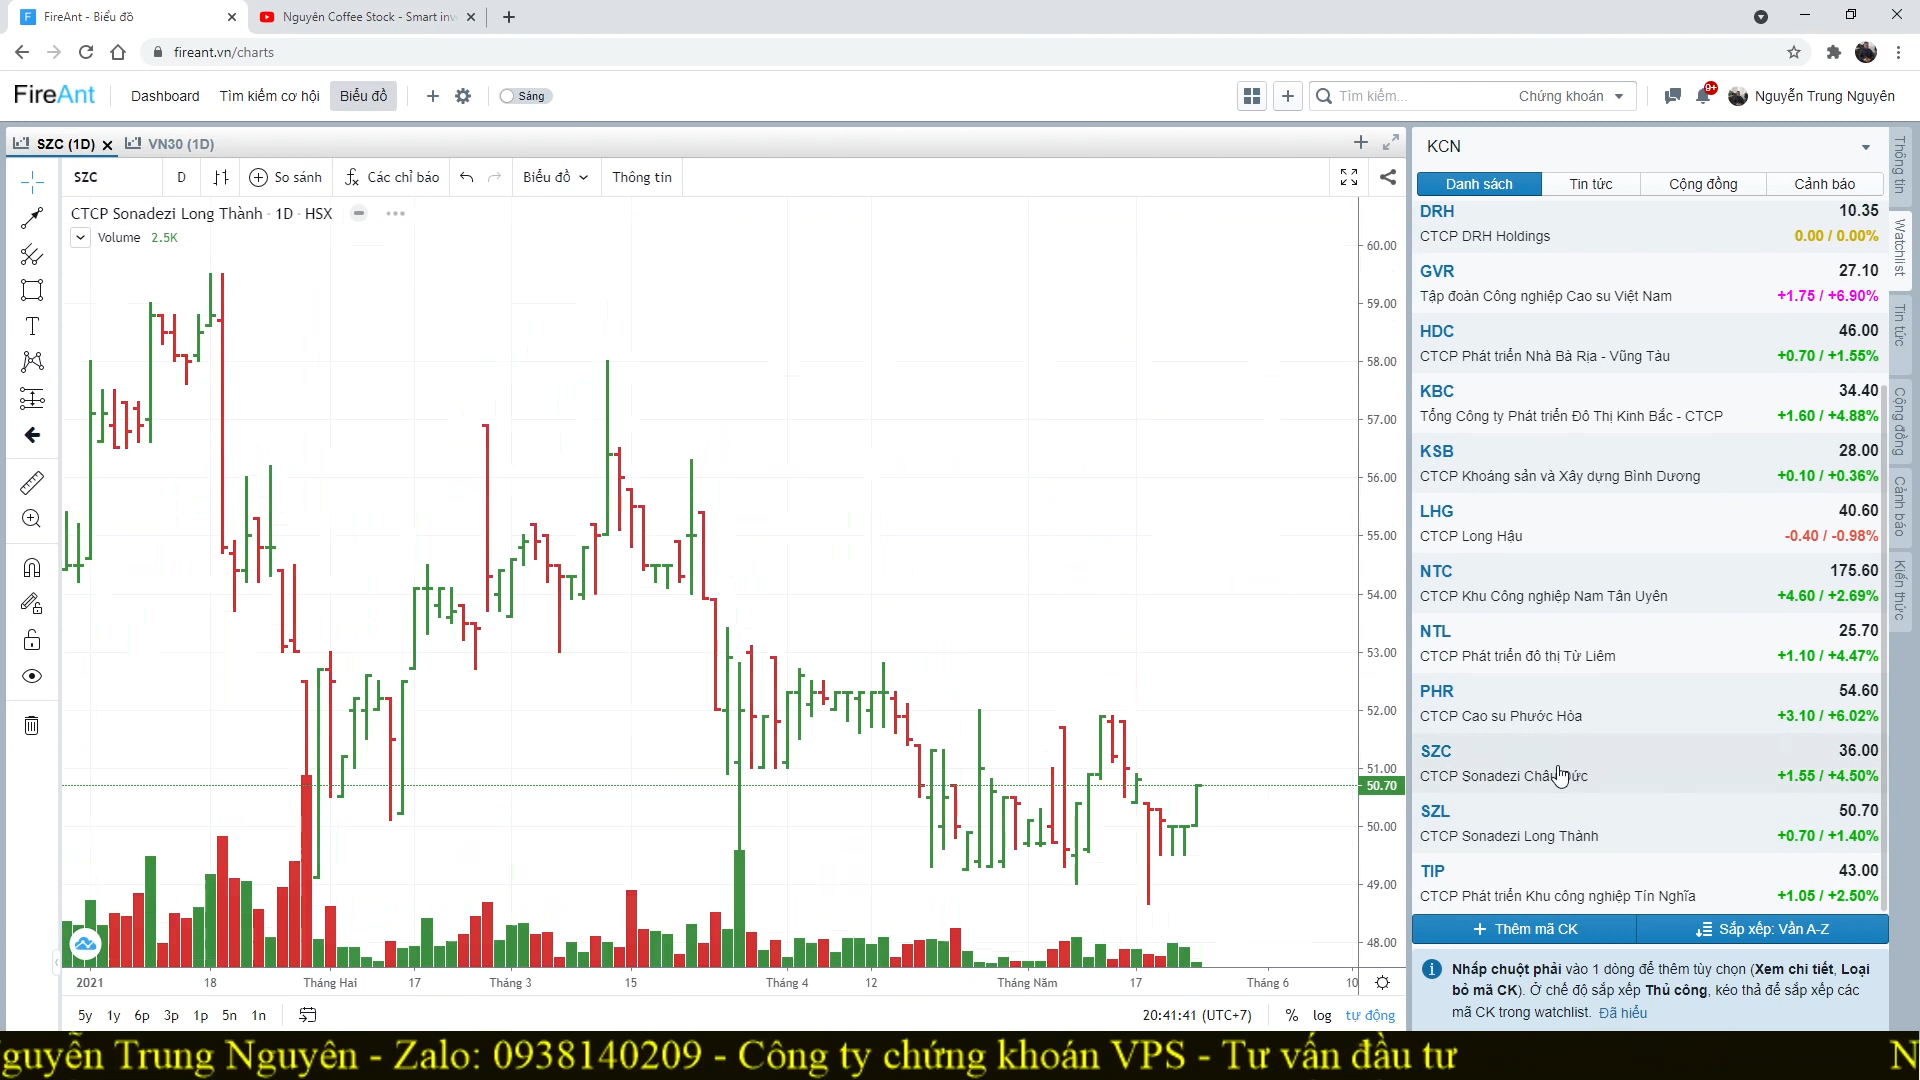 FireAnt - Biểu đồ
Nguyên Coffee Stock - Smart inv
fireant.vn/charts
FireAnt
Dashboard
Tìm kiếm cơ hội
Biểu đồ
Sáng
Tìm kiếm...
Chứng khoán
9+
Nguyễn Trung Nguyên
SZC (1D)
VN30 (1D)
SZC
D
So sánh
Các chỉ báo
Biểu đồ
Thông tin
CTCP Sonadezi Long Thành · 1D · HSX
Volume 2.5K
60.00
59.00
58.00
57.00
56.00
55.00
54.00
53.00
52.00
51.00
50.70
50.00
49.00
48.00
2021
18
Tháng Hai
17
Tháng 3
15
Tháng 4
12
Tháng Năm
17
Tháng 6
10
5y 1y 6p 3p 1p 5n 1n
20:41:41 (UTC+7)
% log tự động
KCN
Danh sách
Tin tức
Cộng đồng
Cảnh báo
DRH 10.35
CTCP DRH Holdings 0.00 / 0.00%
GVR 27.10
Tập đoàn Công nghiệp Cao su Việt Nam +1.75 / +6.90%
HDC 46.00
CTCP Phát triển Nhà Bà Rịa - Vũng Tàu +0.70 / +1.55%
KBC 34.40
Tổng Công ty Phát triển Đô Thị Kinh Bắc - CTCP +1.60 / +4.88%
KSB 28.00
CTCP Khoáng sản và Xây dựng Bình Dương +0.10 / +0.36%
LHG 40.60
CTCP Long Hậu -0.40 / -0.98%
NTC 175.60
CTCP Khu Công nghiệp Nam Tân Uyên +4.60 / +2.69%
NTL 25.70
CTCP Phát triển đô thị Từ Liêm +1.10 / +4.47%
PHR 54.60
CTCP Cao su Phước Hòa +3.10 / +6.02%
SZC 36.00
CTCP Sonadezi Châu Đức +1.55 / +4.50%
SZL 50.70
CTCP Sonadezi Long Thành +0.70 / +1.40%
TIP 43.00
CTCP Phát triển Khu công nghiệp Tín Nghĩa +1.05 / +2.50%
Thêm mã CK
Sắp xếp: Vần A-Z
Nhấp chuột phải vào 1 dòng để thêm tùy chọn (Xem chi tiết, Loại
bỏ mã CK). Ở chế độ sắp xếp Thủ công, kéo thả để sắp xếp các
mã CK trong watchlist. Đã hiểu
Thông tin
Watchlist
Tin tức
Cộng đồng
Cảnh báo
Kiến thức
guyễn Trung Nguyên - Zalo: 0938140209 - Công ty chứng khoán VPS - Tư vấn đầu tư
N